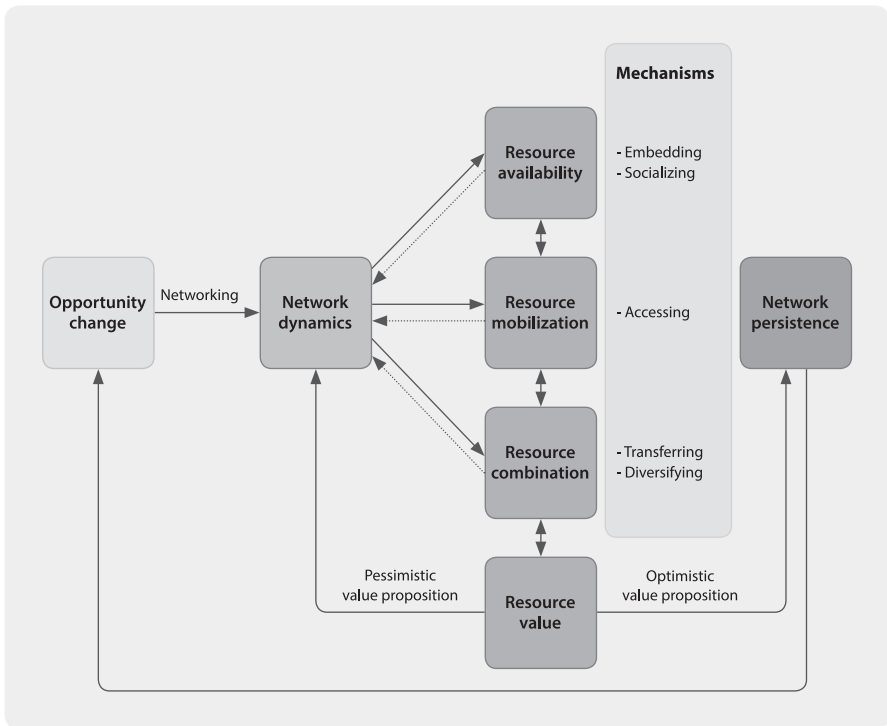 Mechanisms
Resource
availability
- Embedding
- Socializing
Opportunity
change
Networking
Network
dynamics
Resource
mobilization
- Accessing
Network
persistence
Resource
combination
- Transferring
- Diversifying
Pessimistic
value proposition
Resource
value
Optimistic
value proposition